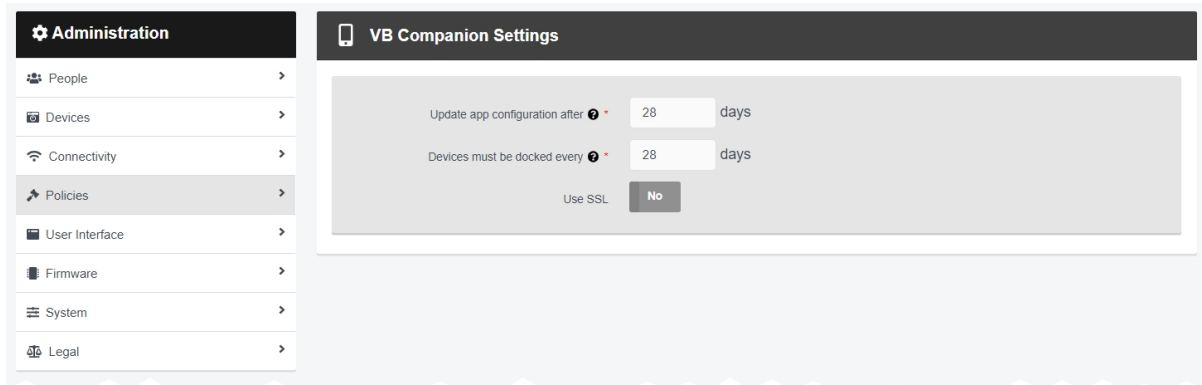 Administration
People
Devices
Connectivity
Policies
User Interface
Firmware
System
Legal
VB Companion Settings
Update app configuration after ? * 28 days
Devices must be docked every ? * 28 days
Use SSL No